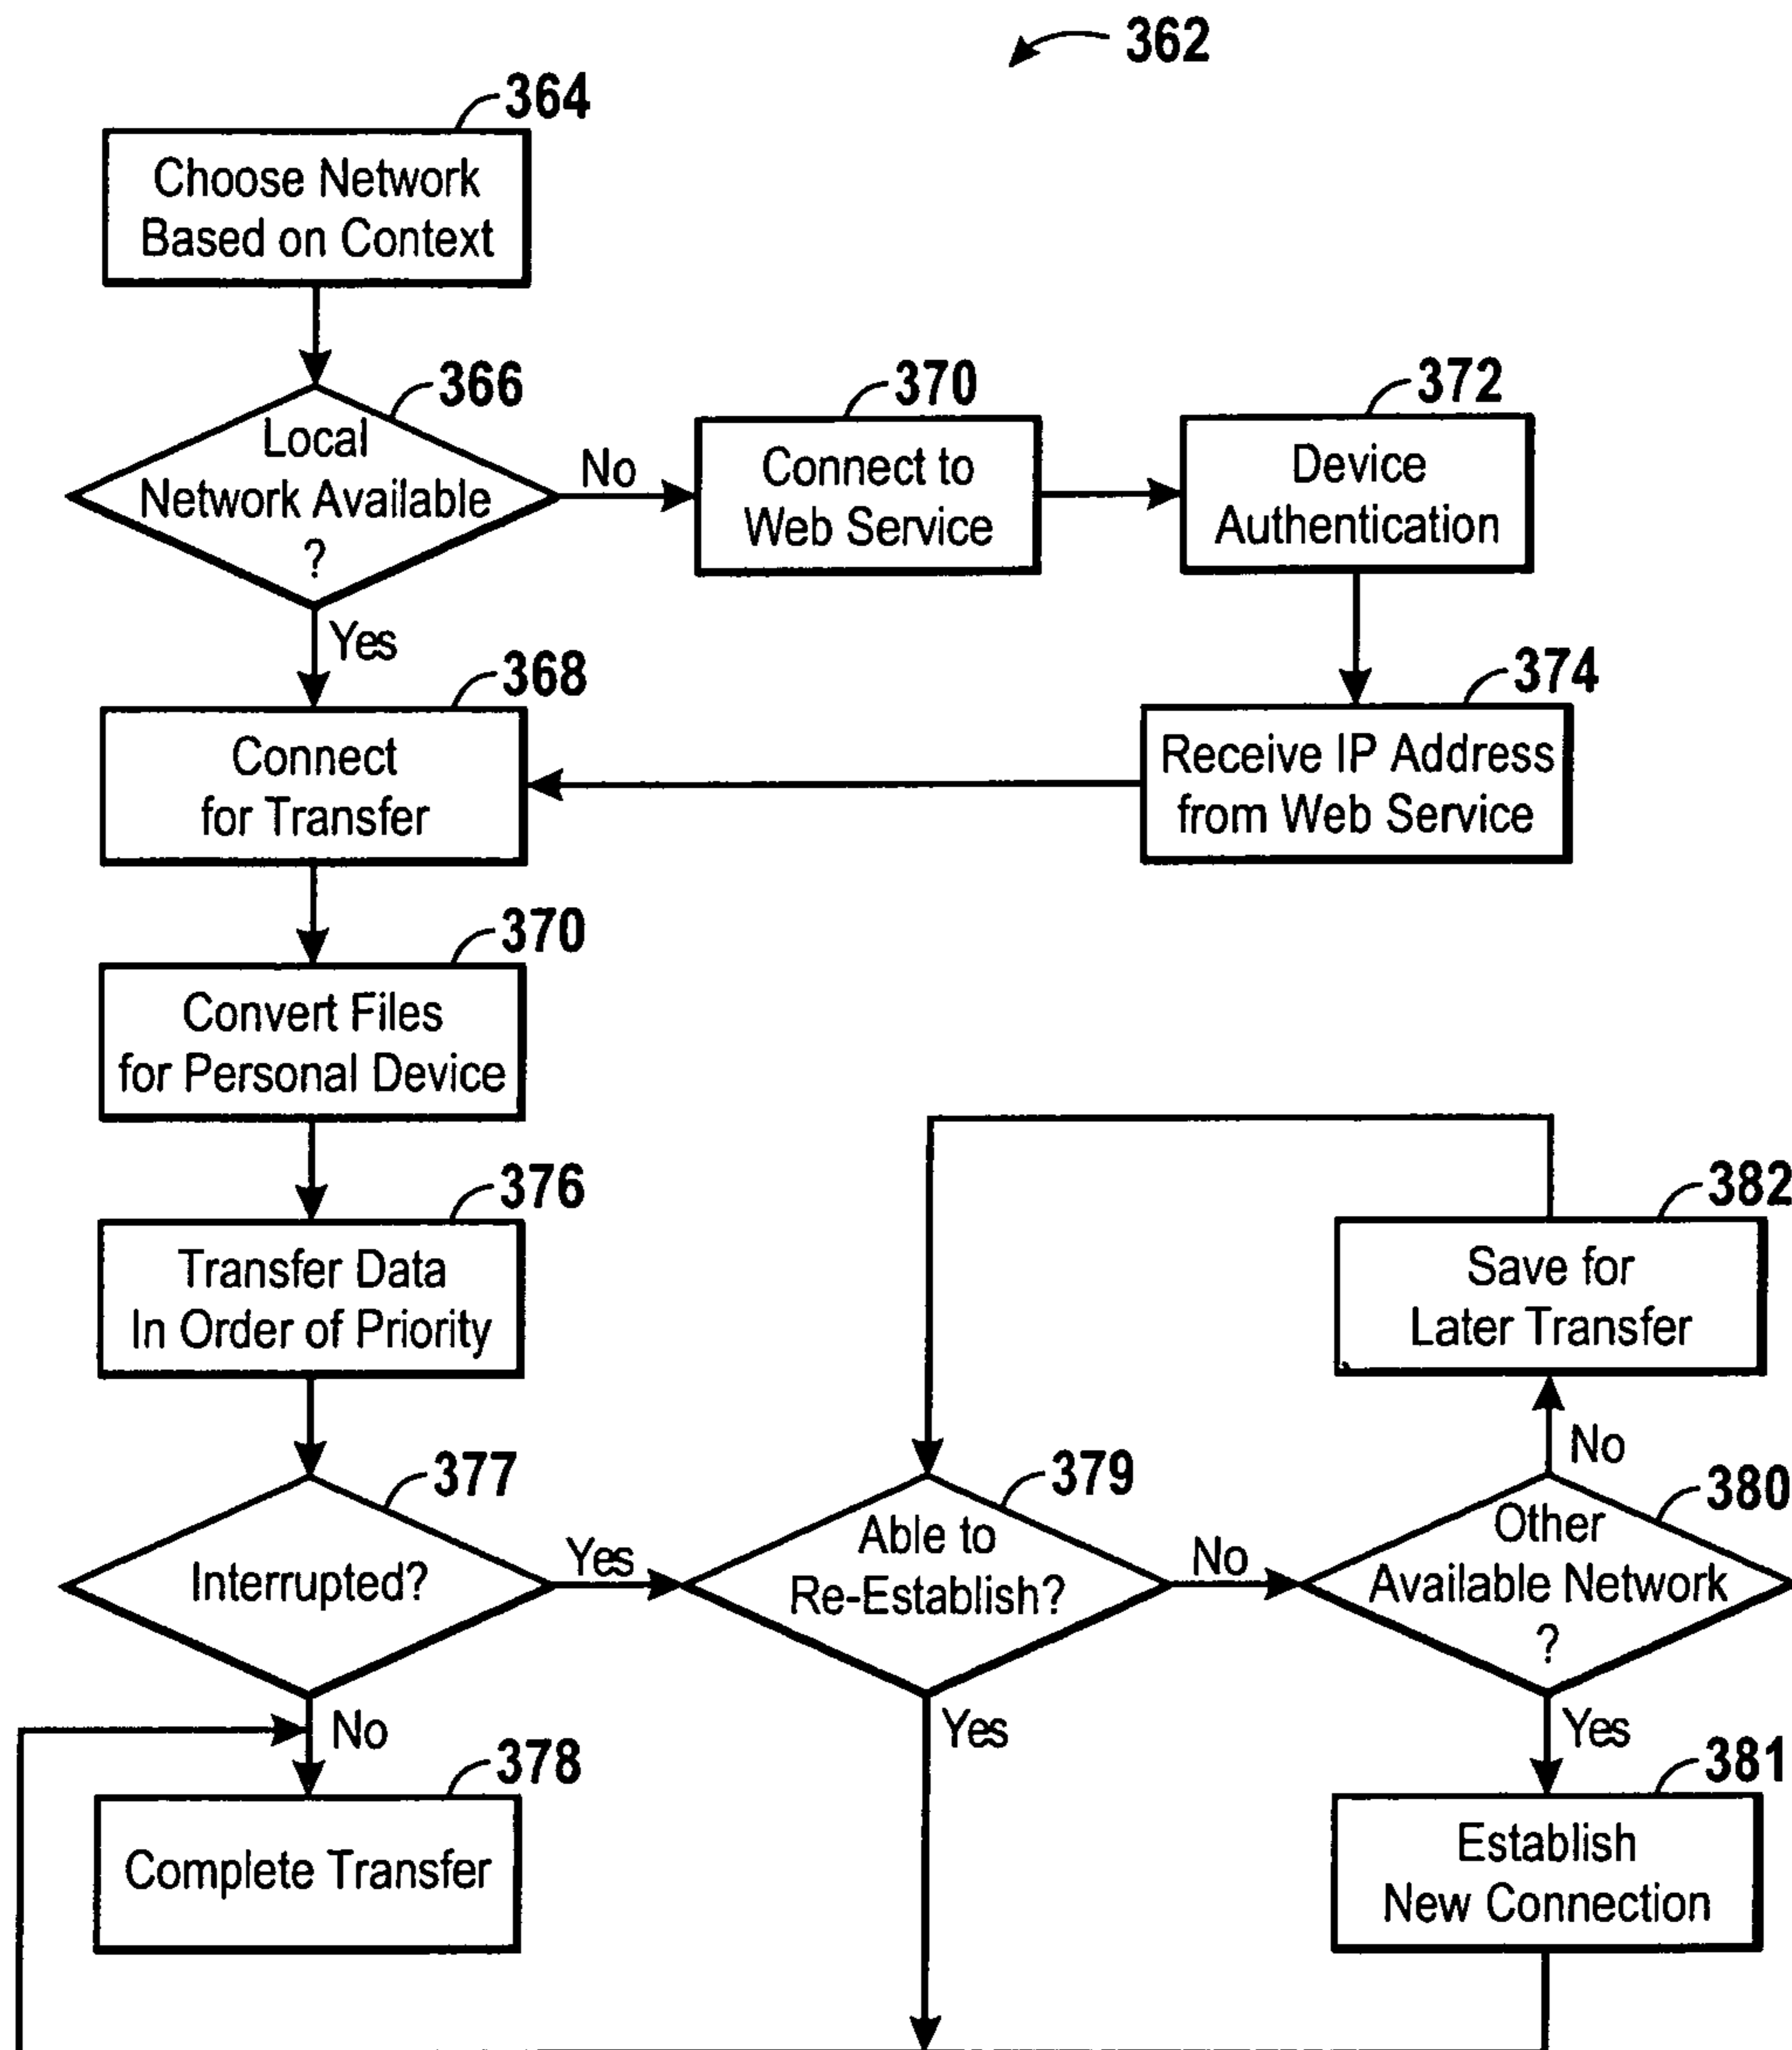 362
364
Choose Network
Based on Context
366
Local
Network Available
?
No
370
Connect to
Web Service
372
Device
Authentication
Yes
368
Connect
for Transfer
374
Receive IP Address
from Web Service
370
Convert Files
for Personal Device
376
Transfer Data
In Order of Priority
382
Save for
Later Transfer
377
Interrupted?
Yes
379
Able to
Re-Establish?
No
380
Other
Available Network
?
No
No
Yes
Yes
378
Complete Transfer
381
Establish
New Connection